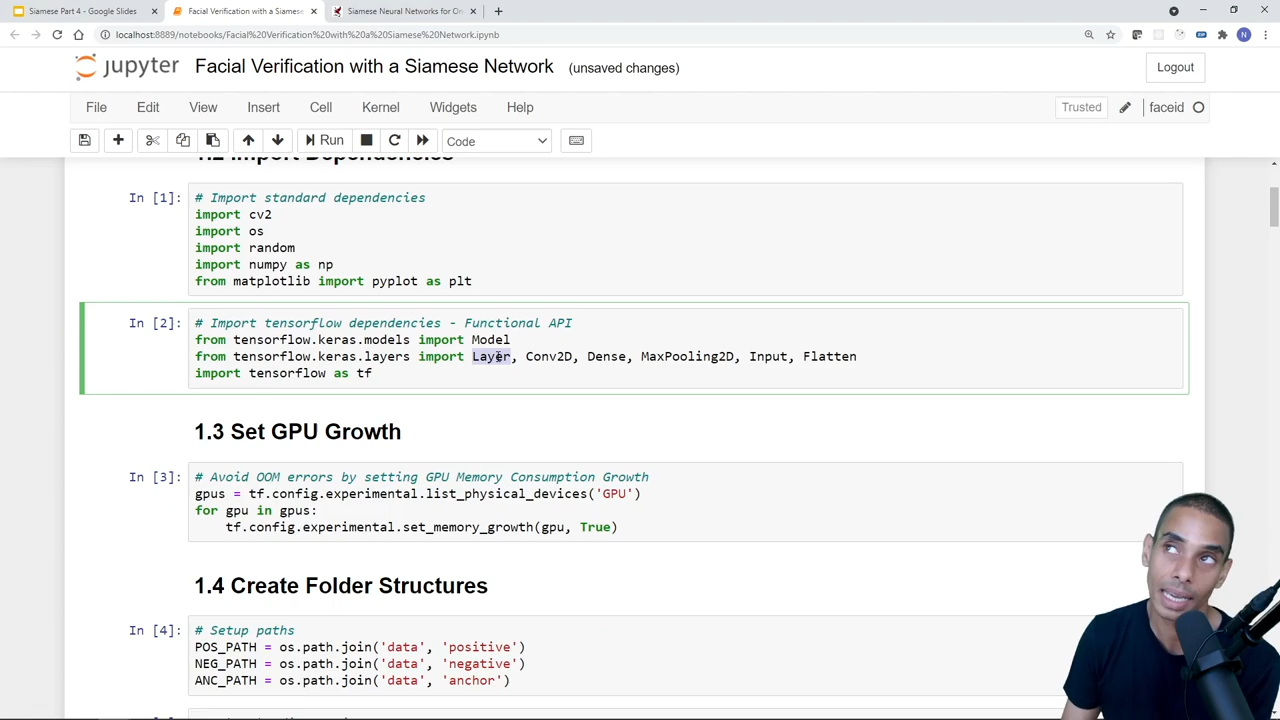 Siamese Part 4 - Google Slides
Facial Verification with a Siamese
Siamese Neural Networks for On
localhost:8889/notebooks/Facial%20Verification%20with%20a%20Siamese%20Network.ipynb
N
jupyter
Facial Verification with a Siamese Network (unsaved changes)
Logout
File Edit View Insert Cell Kernel Widgets Help
Trusted
faceid
Run
Code
1.2 Import Dependencies
In [1]:
# Import standard dependencies
import cv2
import os
import random
import numpy as np
from matplotlib import pyplot as plt
In [2]:
# Import tensorflow dependencies - Functional API
from tensorflow.keras.models import Model
from tensorflow.keras.layers import Layer, Conv2D, Dense, MaxPooling2D, Input, Flatten
import tensorflow as tf
1.3 Set GPU Growth
In [3]:
# Avoid OOM errors by setting GPU Memory Consumption Growth
gpus = tf.config.experimental.list_physical_devices('GPU')
for gpu in gpus:
    tf.config.experimental.set_memory_growth(gpu, True)
1.4 Create Folder Structures
In [4]:
# Setup paths
POS_PATH = os.path.join('data', 'positive')
NEG_PATH = os.path.join('data', 'negative')
ANC_PATH = os.path.join('data', 'anchor')